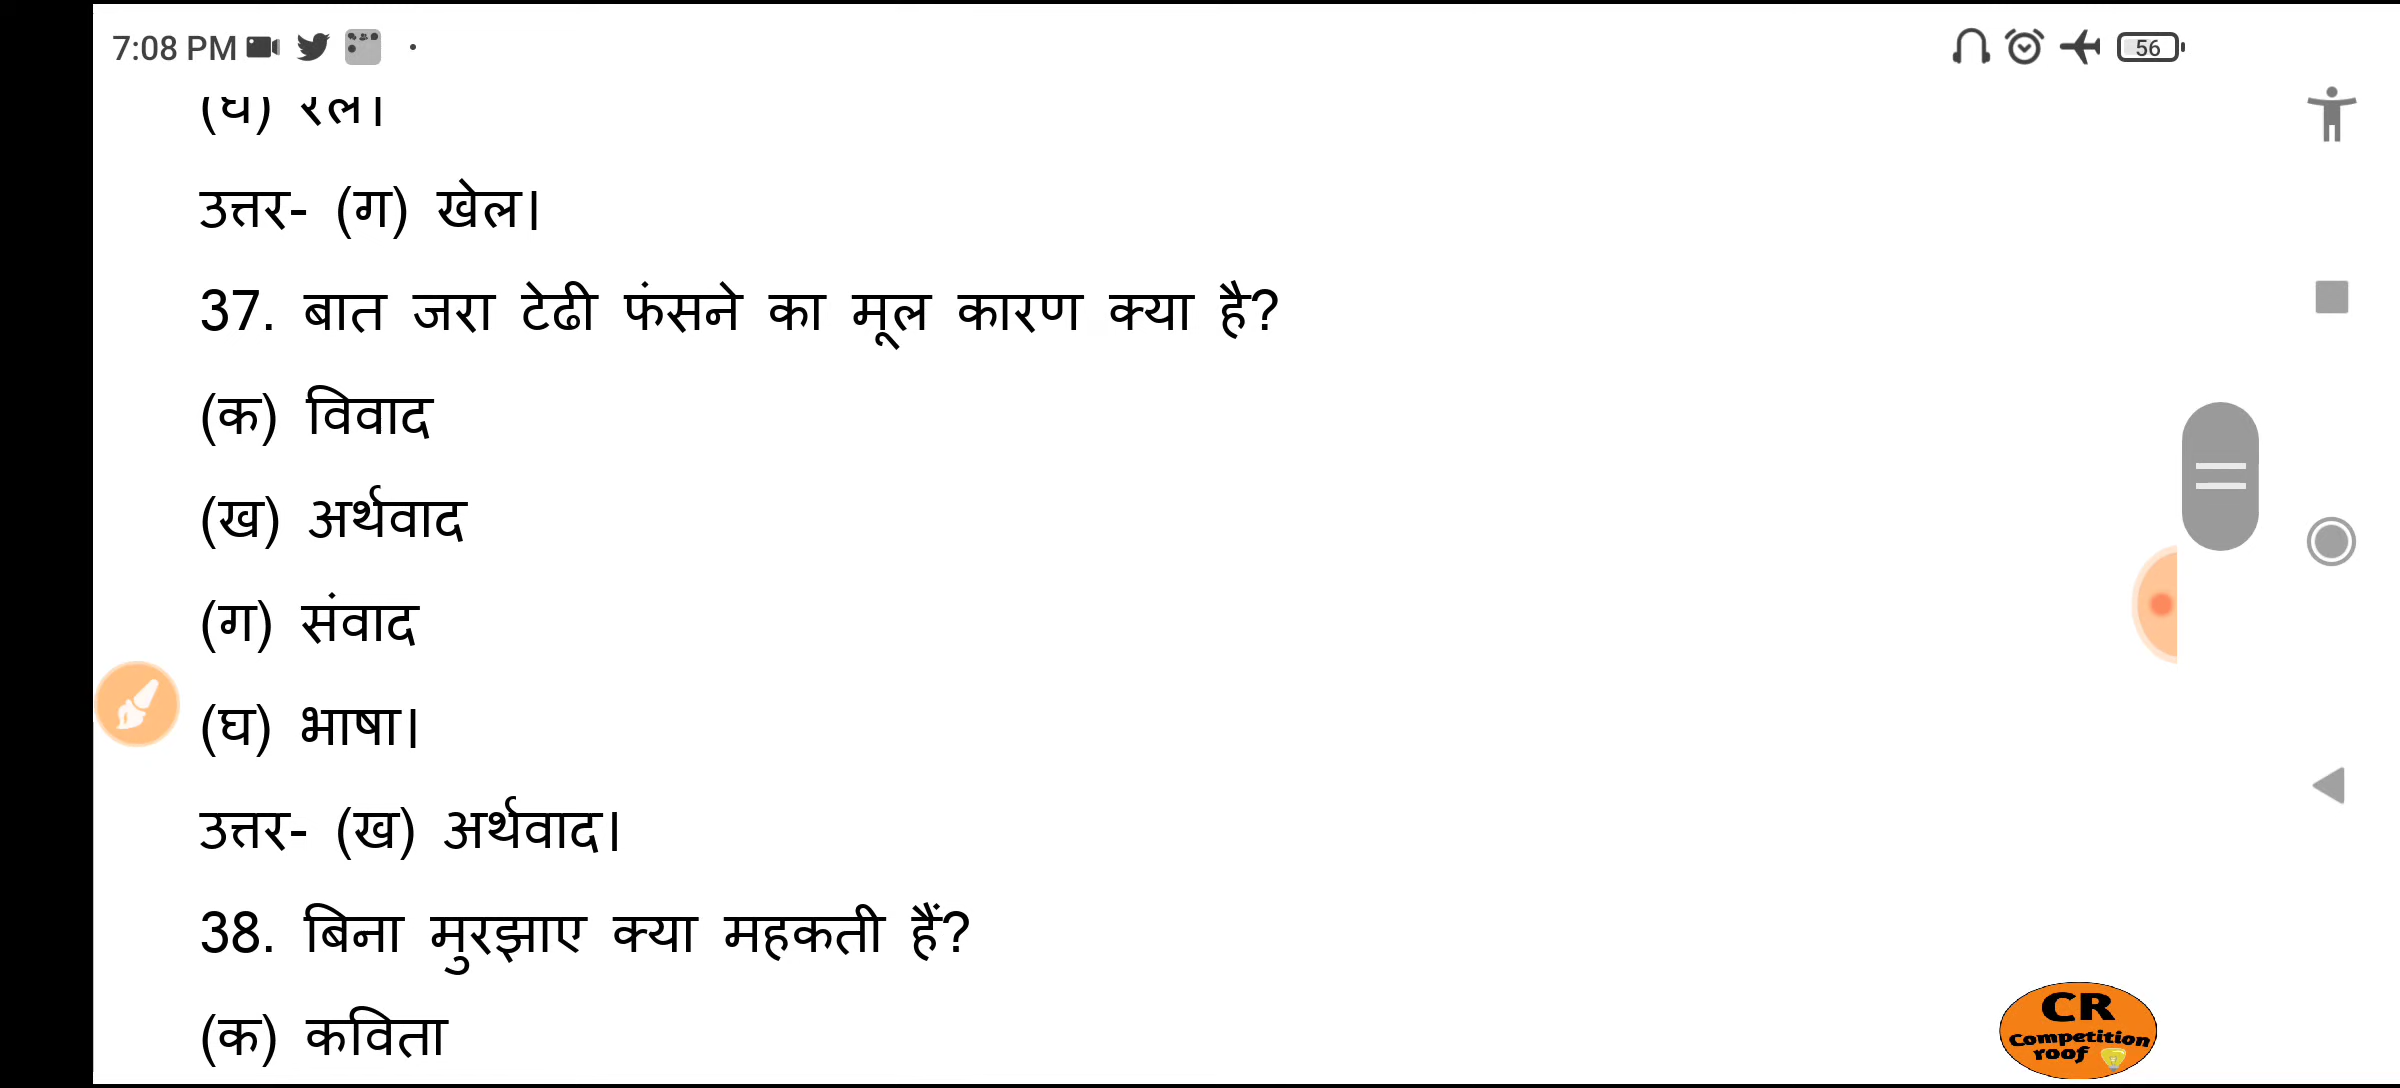 7:08 PM
56
(घ) रेल।
उत्तर- (ग) खेल।
37. बात जरा टेढी फंसने का मूल कारण क्या है?
(क) विवाद
(ख) अर्थवाद
(ग) संवाद
(घ) भाषा।
उत्तर- (ख) अर्थवाद।
38. बिना मुरझाए क्या महकती हैं?
(क) कविता
CR
Competition
roof